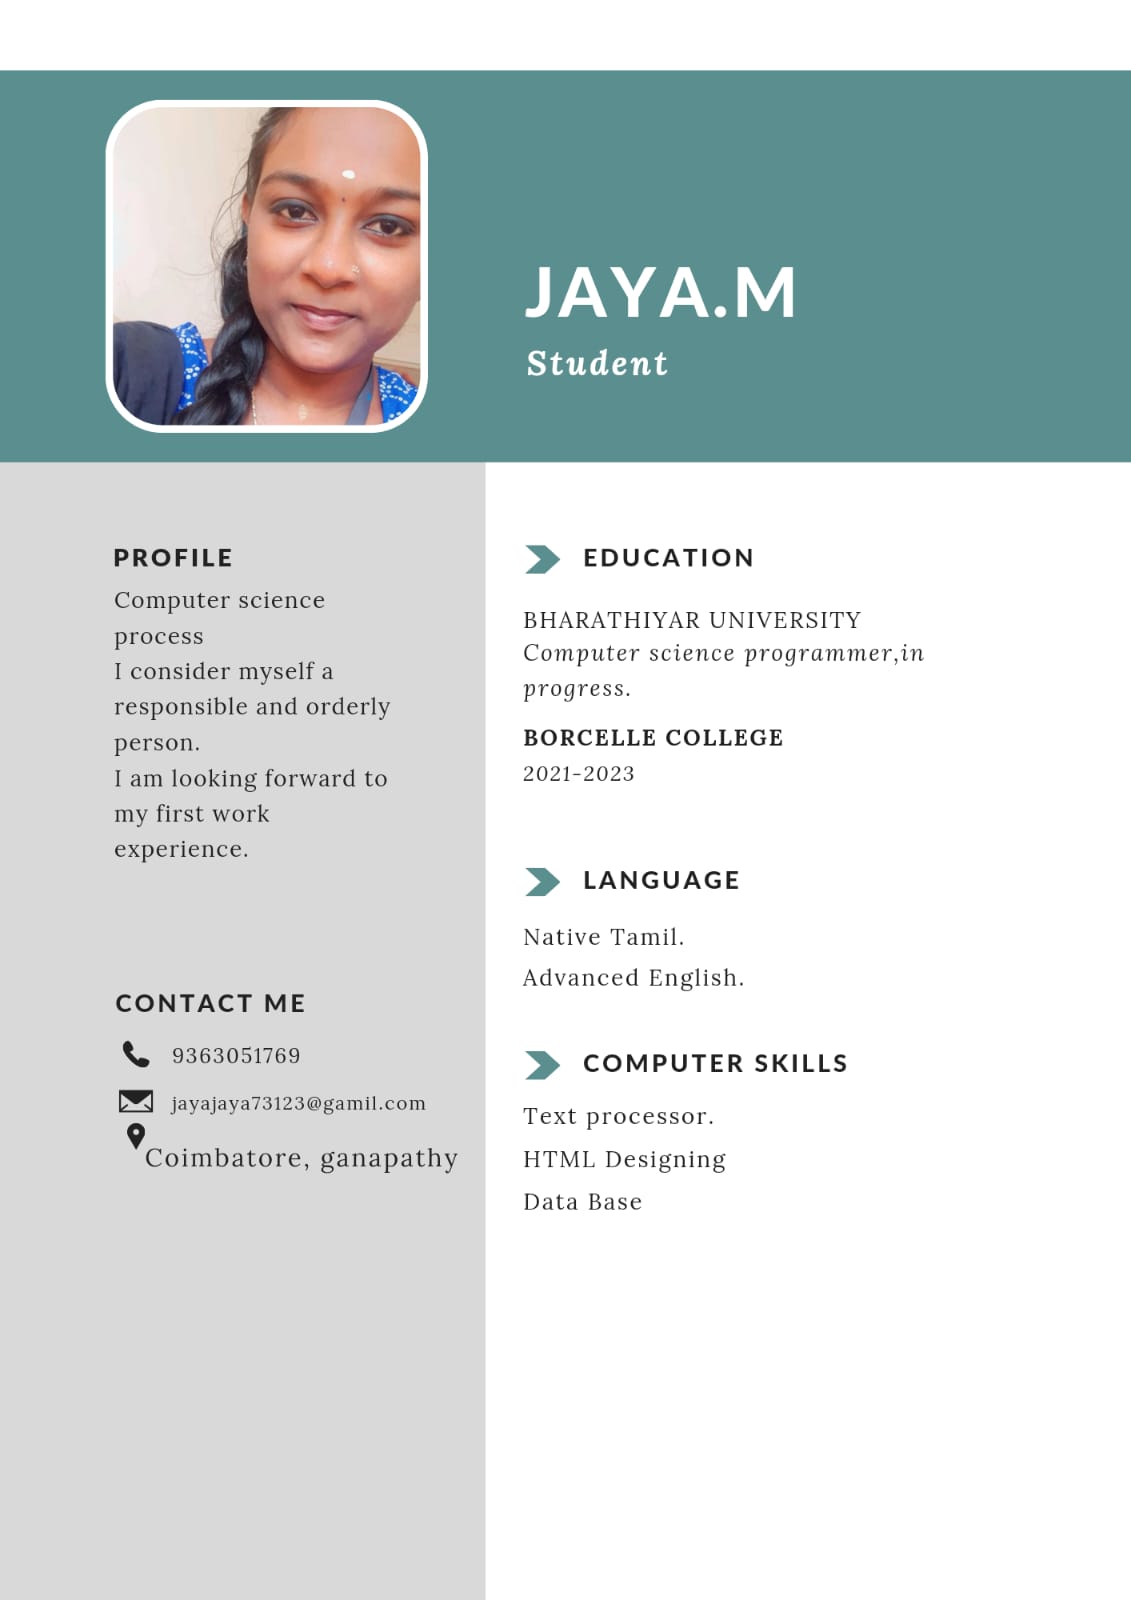 JAYA.M
Student
PROFILE
Computer science
process
I consider myself a
responsible and orderly
person.
I am looking forward to
my first work
experience.
CONTACT ME
9363051769
jayajaya73123@gamil.com
Coimbatore, ganapathy
EDUCATION
BHARATHIYAR UNIVERSITY
Computer science programmer,in
progress.
BORCELLE COLLEGE
2021-2023
LANGUAGE
Native Tamil.
Advanced English.
COMPUTER SKILLS
Text processor.
HTML Designing
Data Base